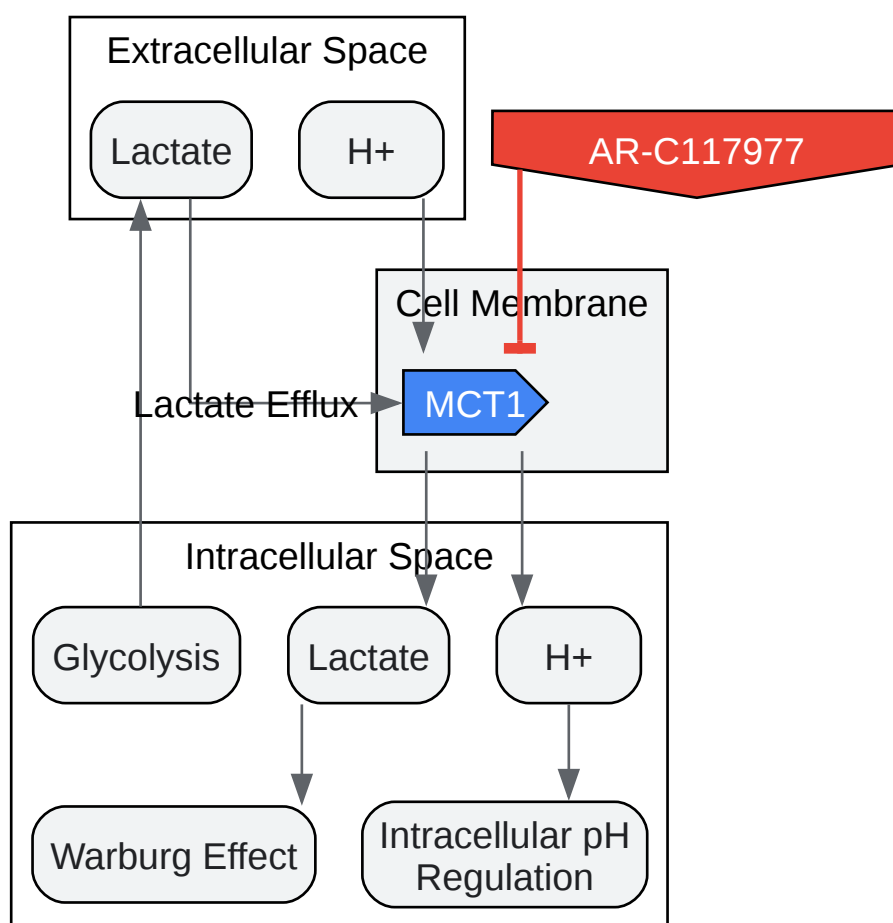 Extracellular Space
Lactate
H+
AR-C117977
Cell Membrane
Lactate Efflux
MCT1
Intracellular Space
Glycolysis
Lactate
H+
Warburg Effect
Intracellular pH
Regulation